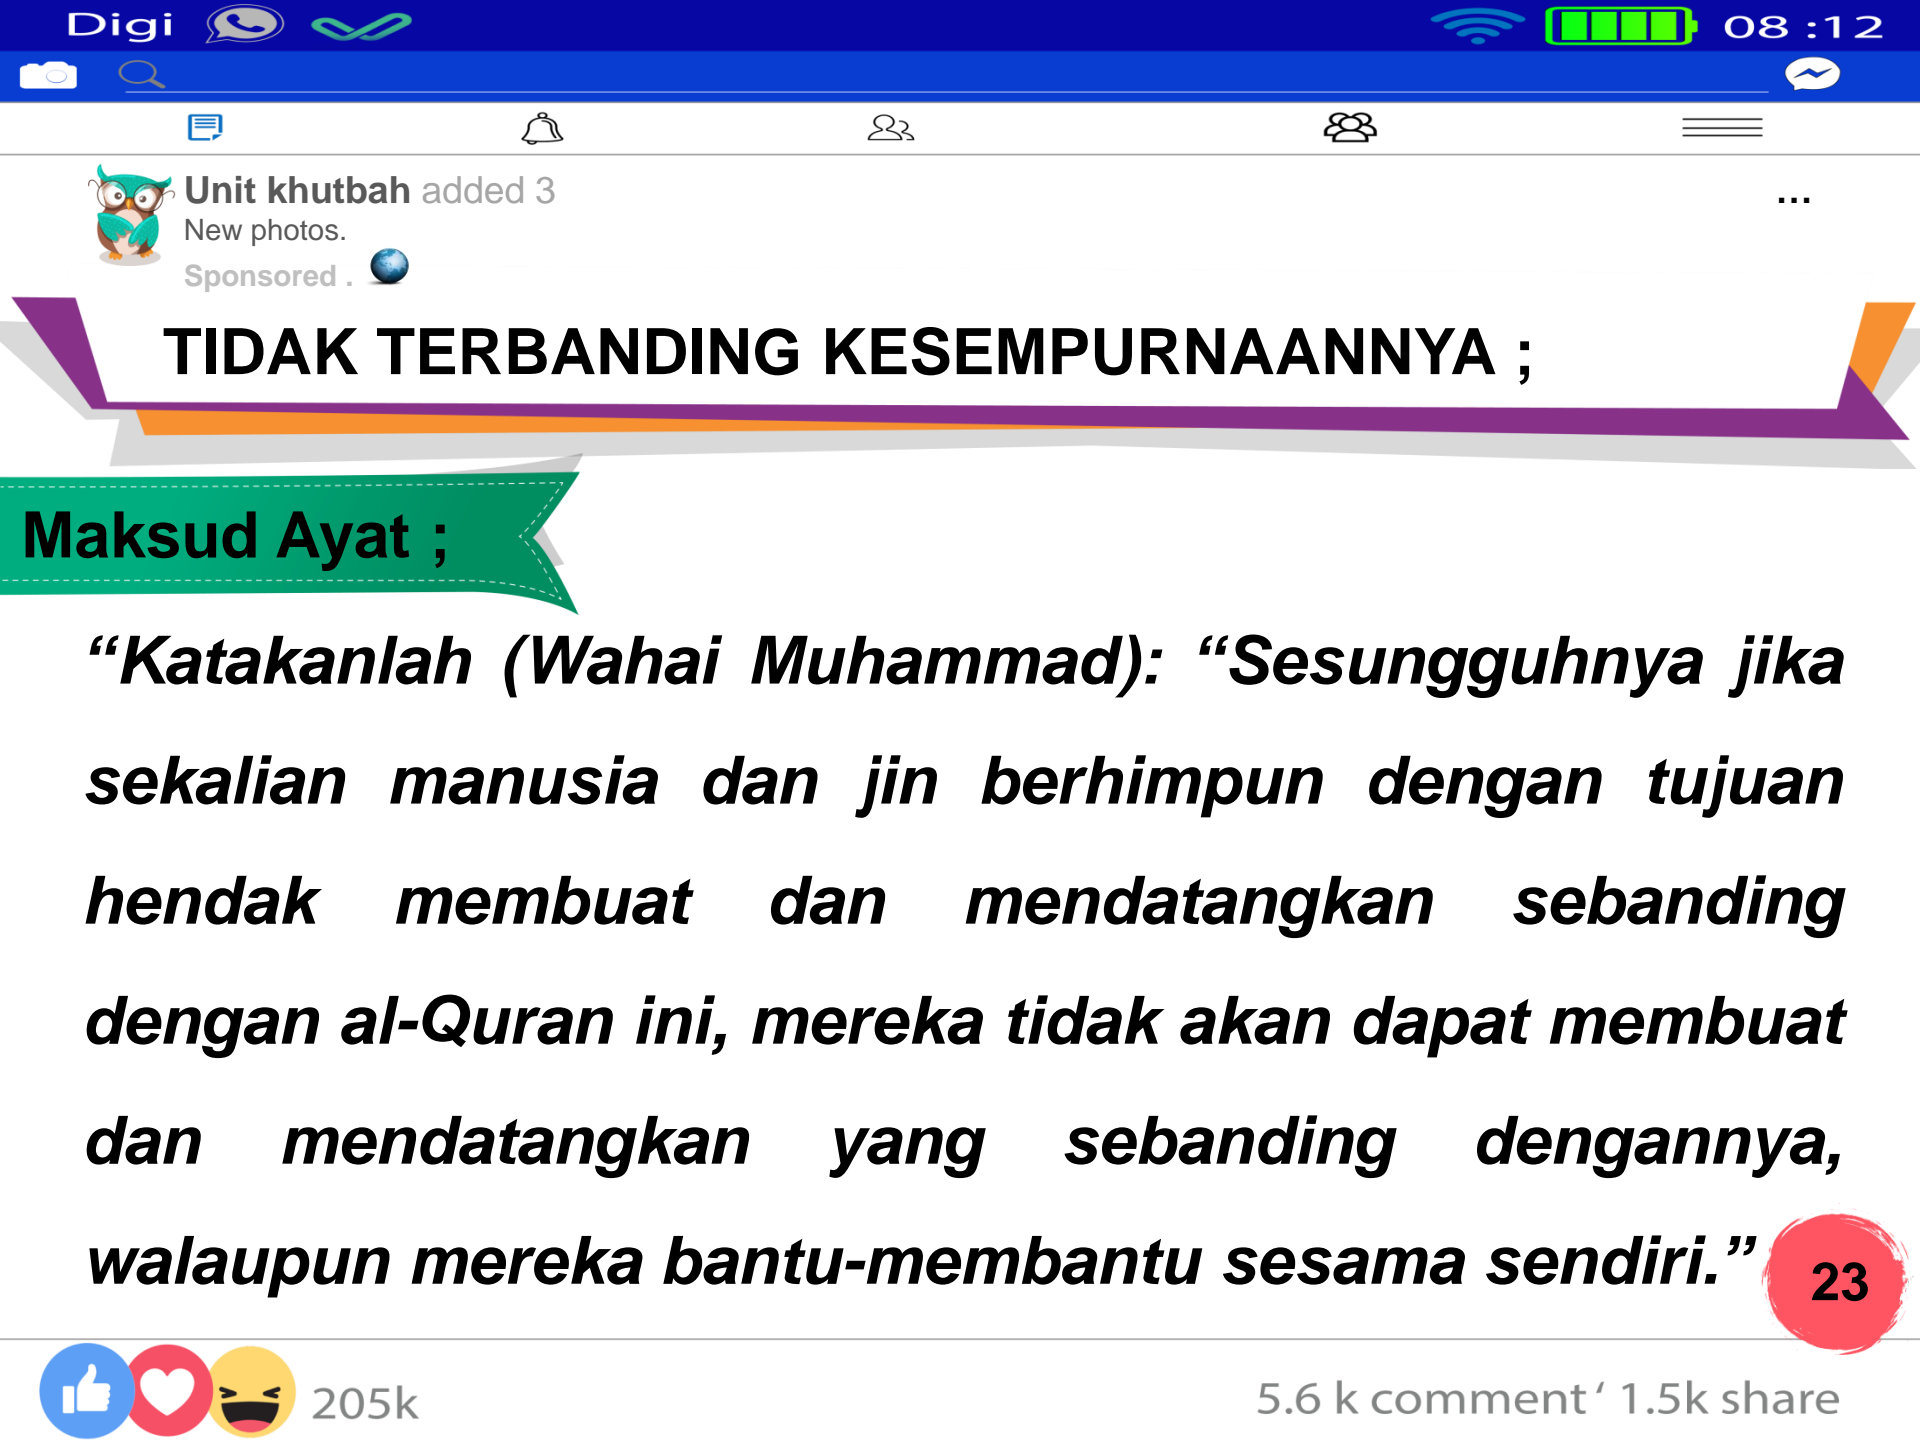 Digi 08 :12
Unit khutbah added 3
...
New photos.
Sponsored .
TIDAK TERBANDING KESEMPURNAANNYA ;
Maksud Ayat ;
“Katakanlah (Wahai Muhammad): “Sesungguhnya jika
sekalian manusia dan jin berhimpun dengan tujuan
hendak membuat dan mendatangkan sebanding
dengan al-Quran ini, mereka tidak akan dapat membuat
dan mendatangkan yang sebanding dengannya,
walaupun mereka bantu-membantu sesama sendiri.”
23
205k
5.6 k comment ‘ 1.5k share